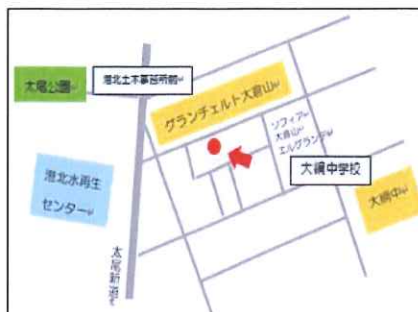 太尾公園
港北土木事務所前
グランチェルト大倉山
ソフィア
大倉山
エルグランデ
大綱中学校
港北水再生
センター
大綱中
太尾新道